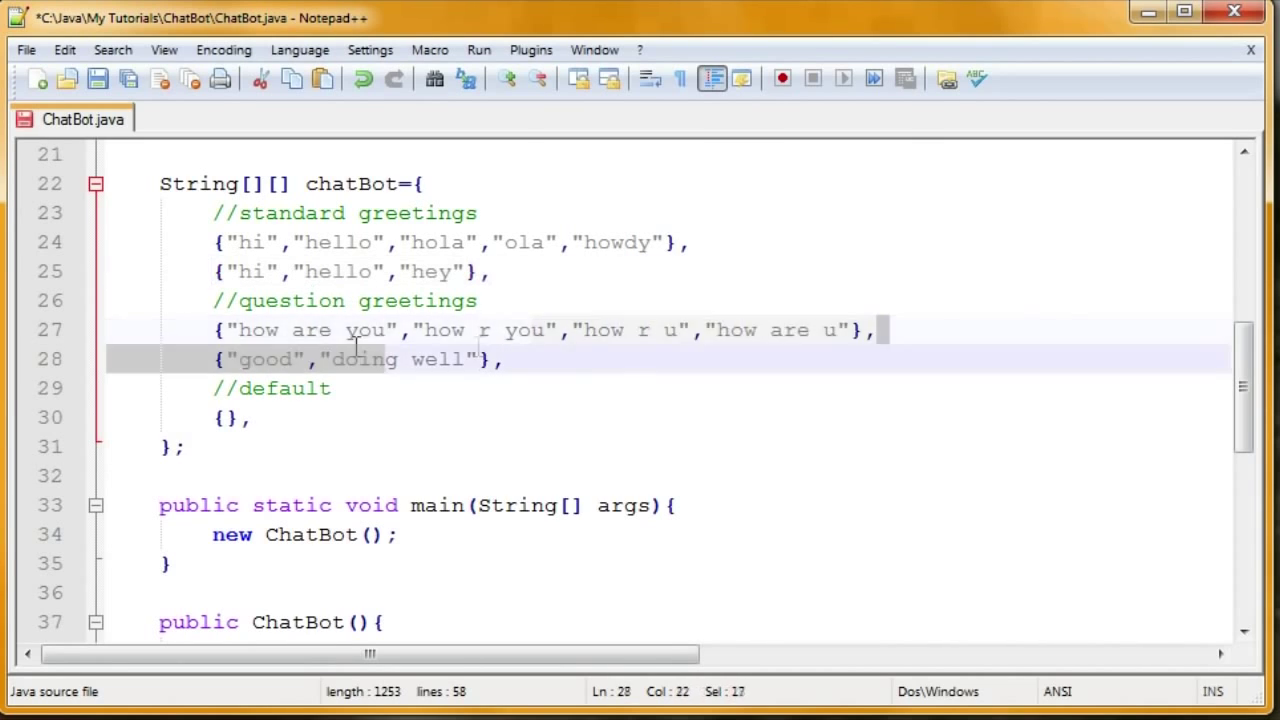 *C:\Java\My Tutorials\ChatBot\ChatBot.java - Notepad++
File Edit Search View Encoding Language Settings Macro Run Plugins Window ? X
ABC
ChatBot.java
21
22 String[][] chatBot={
23 //standard greetings
24 {"hi","hello","hola","ola","howdy"},
25 {"hi","hello","hey"},
26 //question greetings
27 {"how are you","how r you","how r u","how are u"},
28 {"good","doing well"},
29 //default
30 {},
31 };
32
33 public static void main(String[] args){
34 new ChatBot();
35 }
36
37 public ChatBot(){
Java source file length : 1253 lines : 58 Ln : 28 Col : 22 Sel : 17 Dos\Windows ANSI INS